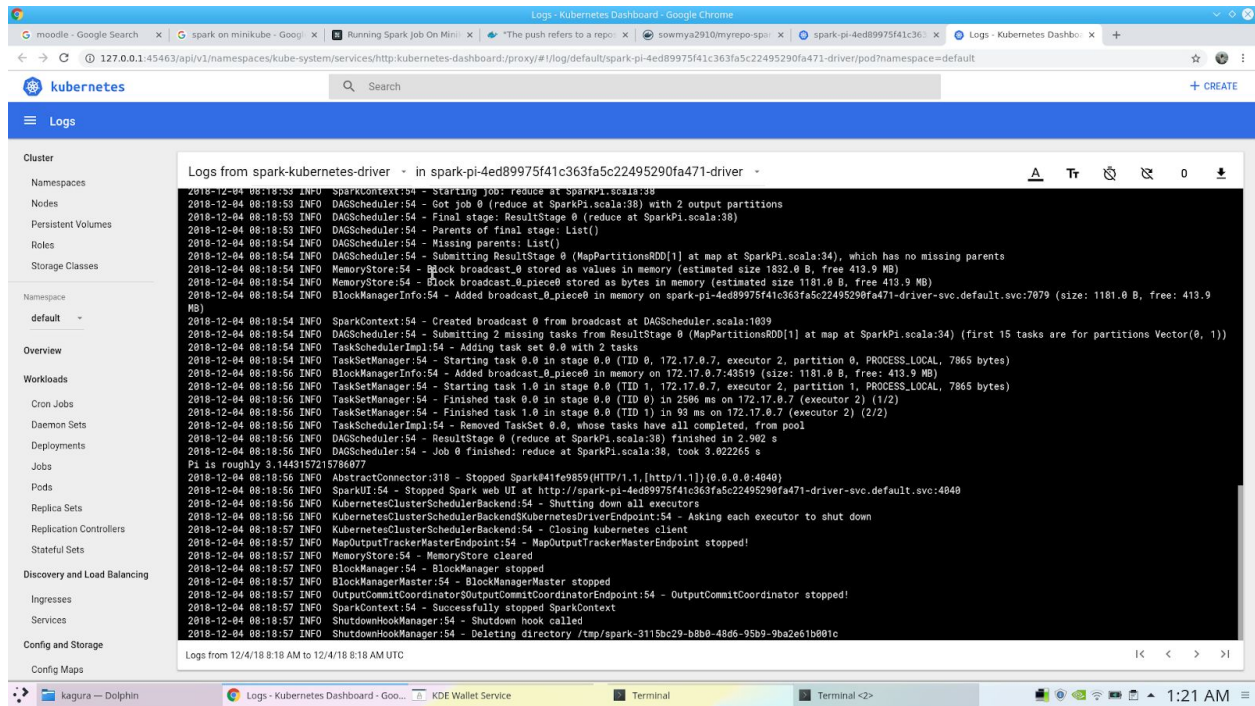 Logs - Kubernetes Dashboard - Google Chrome
moodle - Google Search
spark on minikube - Googl
Running Spark Job On Mini
"The push refers to a repo
sowmya2910/myrepo-spar
spark-pi-4ed89975f41c363
Logs - Kubernetes Dashbo
127.0.0.1:45463/api/v1/namespaces/kube-system/services/http:kubernetes-dashboard:/proxy/#!/log/default/spark-pi-4ed89975f41c363fa5c22495290fa471-driver/pod?namespace=default
kubernetes
Search
+ CREATE
Logs
Cluster
Namespaces
Nodes
Persistent Volumes
Roles
Storage Classes
Namespace
default
Overview
Workloads
Cron Jobs
Daemon Sets
Deployments
Jobs
Pods
Replica Sets
Replication Controllers
Stateful Sets
Discovery and Load Balancing
Ingresses
Services
Config and Storage
Config Maps
Logs from spark-kubernetes-driver in spark-pi-4ed89975f41c363fa5c22495290fa471-driver
A Tт 0
2018-12-04 08:18:53 INFO SparkContext:54 - Starting job: reduce at SparkPi.scala:38
2018-12-04 08:18:53 INFO DAGScheduler:54 - Got job 0 (reduce at SparkPi.scala:38) with 2 output partitions
2018-12-04 08:18:53 INFO DAGScheduler:54 - Final stage: ResultStage 0 (reduce at SparkPi.scala:38)
2018-12-04 08:18:53 INFO DAGScheduler:54 - Parents of final stage: List()
2018-12-04 08:18:54 INFO DAGScheduler:54 - Missing parents: List()
2018-12-04 08:18:54 INFO DAGScheduler:54 - Submitting ResultStage 0 (MapPartitionsRDD[1] at map at SparkPi.scala:34), which has no missing parents
2018-12-04 08:18:54 INFO MemoryStore:54 - Block broadcast_0 stored as values in memory (estimated size 1832.0 B, free 413.9 MB)
2018-12-04 08:18:54 INFO MemoryStore:54 - Block broadcast_0_piece0 stored as bytes in memory (estimated size 1181.0 B, free 413.9 MB)
2018-12-04 08:18:54 INFO BlockManagerInfo:54 - Added broadcast_0_piece0 in memory on spark-pi-4ed89975f41c363fa5c22495290fa471-driver-svc.default.svc:7079 (size: 1181.0 B, free: 413.9
MB)
2018-12-04 08:18:54 INFO SparkContext:54 - Created broadcast 0 from broadcast at DAGScheduler.scala:1039
2018-12-04 08:18:54 INFO DAGScheduler:54 - Submitting 2 missing tasks from ResultStage 0 (MapPartitionsRDD[1] at map at SparkPi.scala:34) (first 15 tasks are for partitions Vector(0, 1))
2018-12-04 08:18:54 INFO TaskSchedulerImpl:54 - Adding task set 0.0 with 2 tasks
2018-12-04 08:18:54 INFO TaskSetManager:54 - Starting task 0.0 in stage 0.0 (TID 0, 172.17.0.7, executor 2, partition 0, PROCESS_LOCAL, 7865 bytes)
2018-12-04 08:18:56 INFO BlockManagerInfo:54 - Added broadcast_0_piece0 in memory on 172.17.0.7:43519 (size: 1181.0 B, free: 413.9 MB)
2018-12-04 08:18:56 INFO TaskSetManager:54 - Starting task 1.0 in stage 0.0 (TID 1, 172.17.0.7, executor 2, partition 1, PROCESS_LOCAL, 7865 bytes)
2018-12-04 08:18:56 INFO TaskSetManager:54 - Finished task 0.0 in stage 0.0 (TID 0) in 2506 ms on 172.17.0.7 (executor 2) (1/2)
2018-12-04 08:18:56 INFO TaskSetManager:54 - Finished task 1.0 in stage 0.0 (TID 1) in 93 ms on 172.17.0.7 (executor 2) (2/2)
2018-12-04 08:18:56 INFO TaskSchedulerImpl:54 - Removed TaskSet 0.0, whose tasks have all completed, from pool
2018-12-04 08:18:56 INFO DAGScheduler:54 - ResultStage 0 (reduce at SparkPi.scala:38) finished in 2.902 s
2018-12-04 08:18:56 INFO DAGScheduler:54 - Job 0 finished: reduce at SparkPi.scala:38, took 3.022265 s
Pi is roughly 3.1443157215786077
2018-12-04 08:18:56 INFO AbstractConnector:318 - Stopped Spark@41fe9859{HTTP/1.1,[http/1.1]}{0.0.0.0:4040}
2018-12-04 08:18:56 INFO SparkUI:54 - Stopped Spark web UI at http://spark-pi-4ed89975f41c363fa5c22495290fa471-driver-svc.default.svc:4040
2018-12-04 08:18:56 INFO KubernetesClusterSchedulerBackend:54 - Shutting down all executors
2018-12-04 08:18:56 INFO KubernetesClusterSchedulerBackend$KubernetesDriverEndpoint:54 - Asking each executor to shut down
2018-12-04 08:18:57 INFO KubernetesClusterSchedulerBackend:54 - Closing kubernetes client
2018-12-04 08:18:57 INFO MapOutputTrackerMasterEndpoint:54 - MapOutputTrackerMasterEndpoint stopped!
2018-12-04 08:18:57 INFO MemoryStore:54 - MemoryStore cleared
2018-12-04 08:18:57 INFO BlockManager:54 - BlockManager stopped
2018-12-04 08:18:57 INFO BlockManagerMaster:54 - BlockManagerMaster stopped
2018-12-04 08:18:57 INFO OutputCommitCoordinator$OutputCommitCoordinatorEndpoint:54 - OutputCommitCoordinator stopped!
2018-12-04 08:18:57 INFO SparkContext:54 - Successfully stopped SparkContext
2018-12-04 08:18:57 INFO ShutdownHookManager:54 - Shutdown hook called
2018-12-04 08:18:57 INFO ShutdownHookManager:54 - Deleting directory /tmp/spark-3115bc29-b8b0-48d6-95b9-9ba2e61b001c
Logs from 12/4/18 8:18 AM to 12/4/18 8:18 AM UTC
kagura — Dolphin
Logs - Kubernetes Dashboard - Goo...
KDE Wallet Service
Terminal
Terminal <2>
1:21 AM